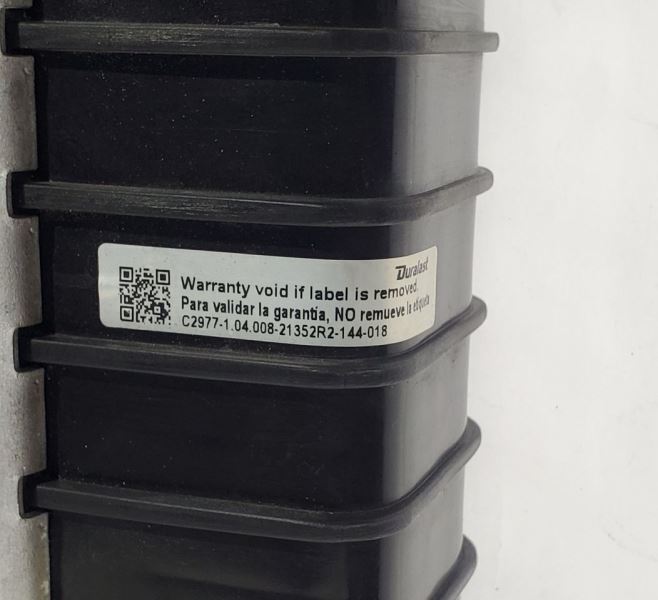 Duralast
Warranty void if label is removed.
Para validar la garantía, NO remueve la etiqueta
C2977-1.04.008-21352R2-144-018